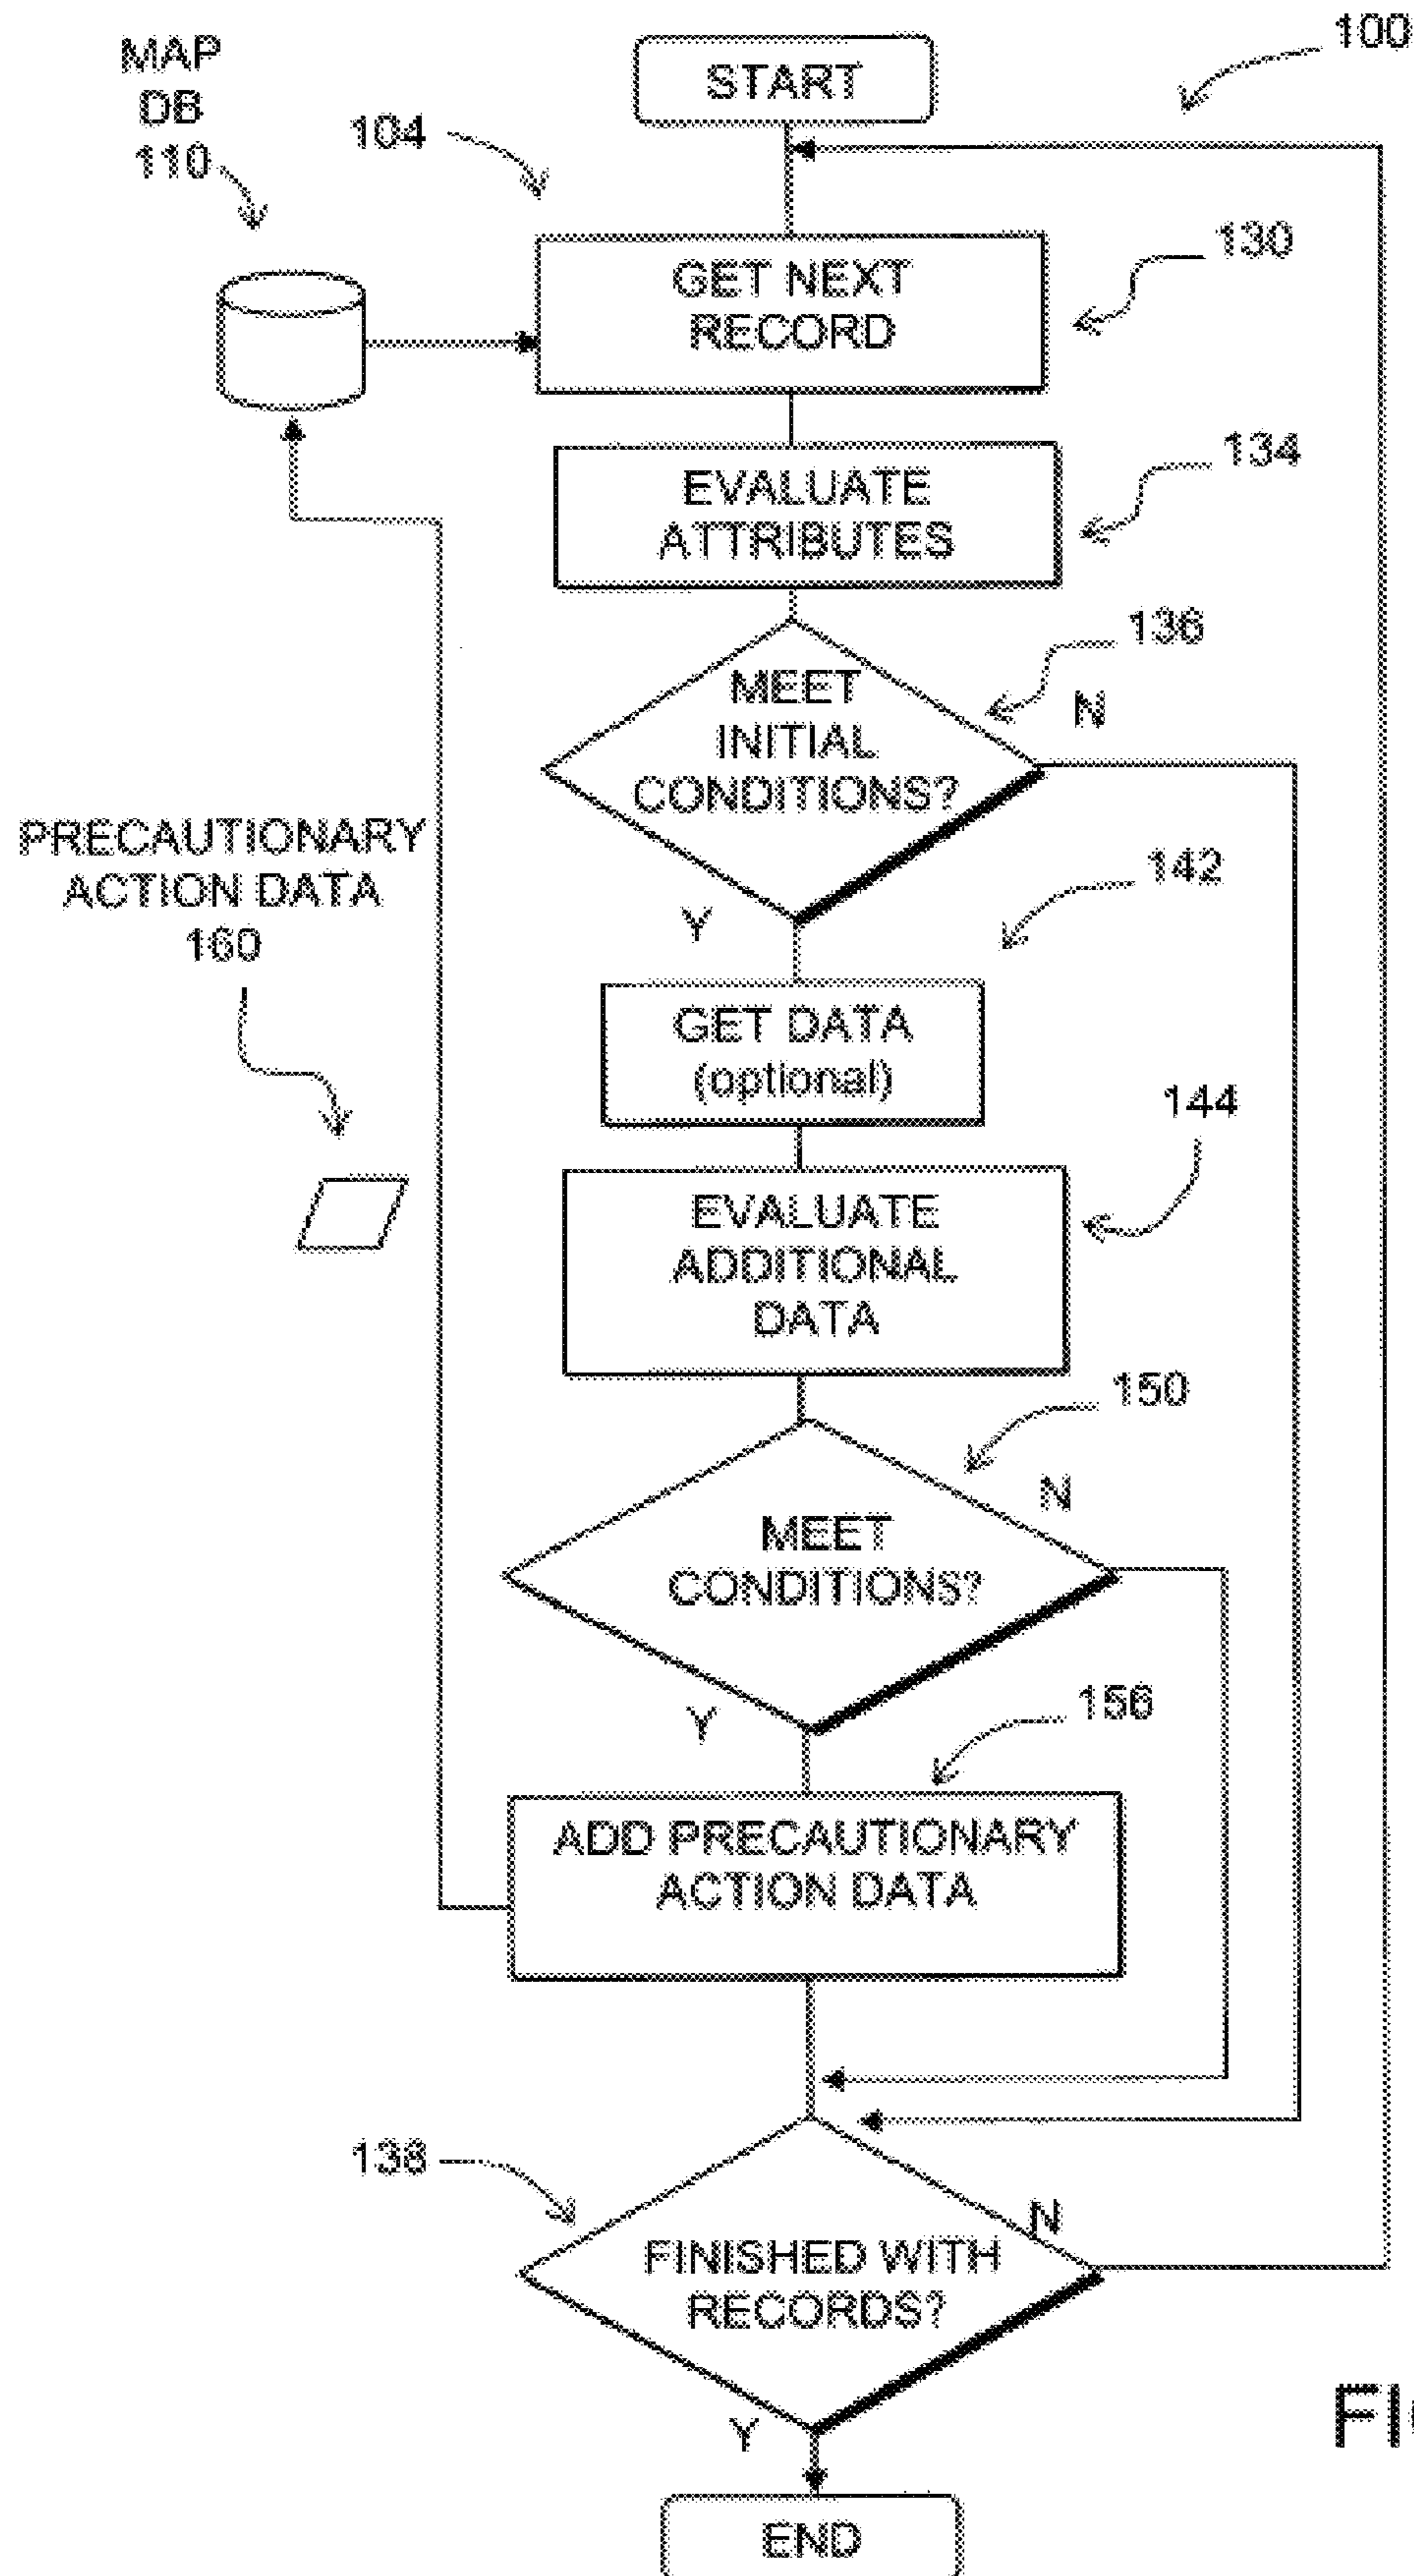 100
MAP
DB
110
START
104
130
GET NEXT
RECORD
134
EVALUATE
ATTRIBUTES
136
MEET
INITIAL
CONDITIONS?
N
PRECAUTIONARY
ACTION DATA
160
142
Y
GET DATA
(optional)
144
EVALUATE
ADDITIONAL
DATA
150
N
MEET
CONDITIONS?
Y
156
ADD PRECAUTIONARY
ACTION DATA
138
N
FINISHED WITH
RECORDS?
Y
END